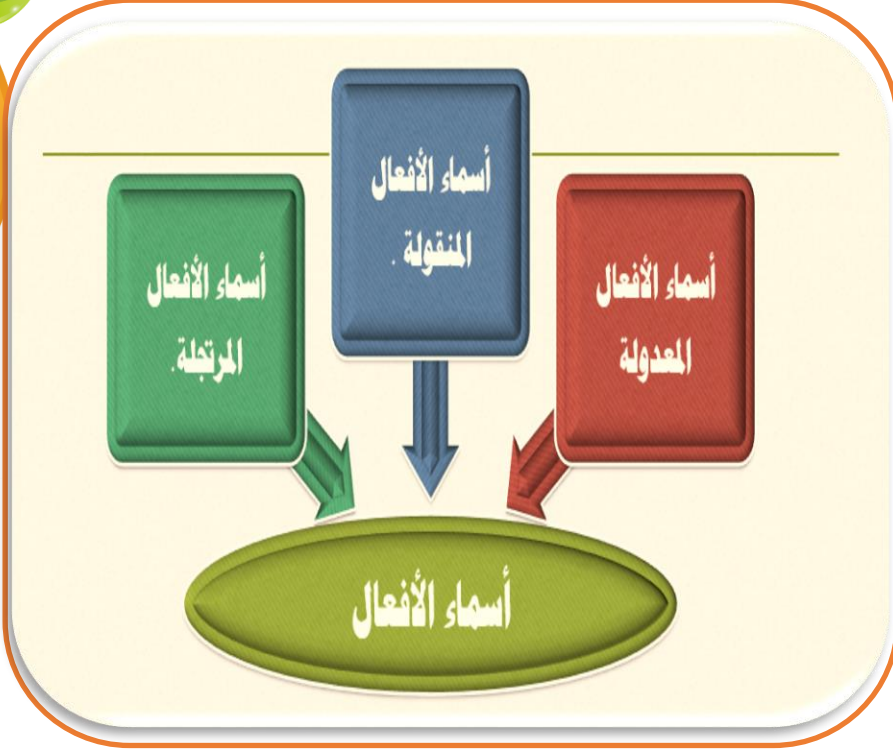 أسماء الأفعال
المعدولة
أسماء الأفعال
المنقولة .
أسماء الأفعال
المرتجلة.
أسماء الأفعال